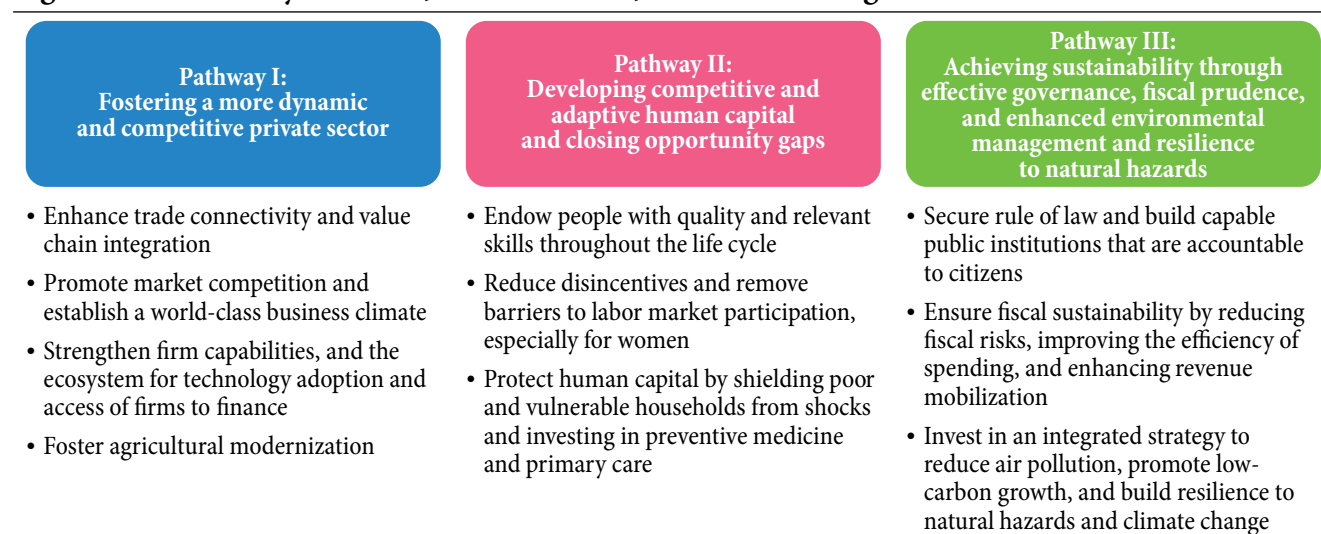 Pathway I:
Fostering a more dynamic
and competitive private sector
• Enhance trade connectivity and value
chain integration
• Promote market competition and
establish a world-class business climate
• Strengthen firm capabilities, and the
ecosystem for technology adoption and
access of firms to finance
• Foster agricultural modernization
Pathway II:
Developing competitive and
adaptive human capital
and closing opportunity gaps
• Endow people with quality and relevant
skills throughout the life cycle
• Reduce disincentives and remove
barriers to labor market participation,
especially for women
• Protect human capital by shielding poor
and vulnerable households from shocks
and investing in preventive medicine
and primary care
Pathway III:
Achieving sustainability through
effective governance, fiscal prudence,
and enhanced environmental
management and resilience
to natural hazards
• Secure rule of law and build capable
public institutions that are accountable
to citizens
• Ensure fiscal sustainability by reducing
fiscal risks, improving the efficiency of
spending, and enhancing revenue
mobilization
• Invest in an integrated strategy to
reduce air pollution, promote low-
carbon growth, and build resilience to
natural hazards and climate change